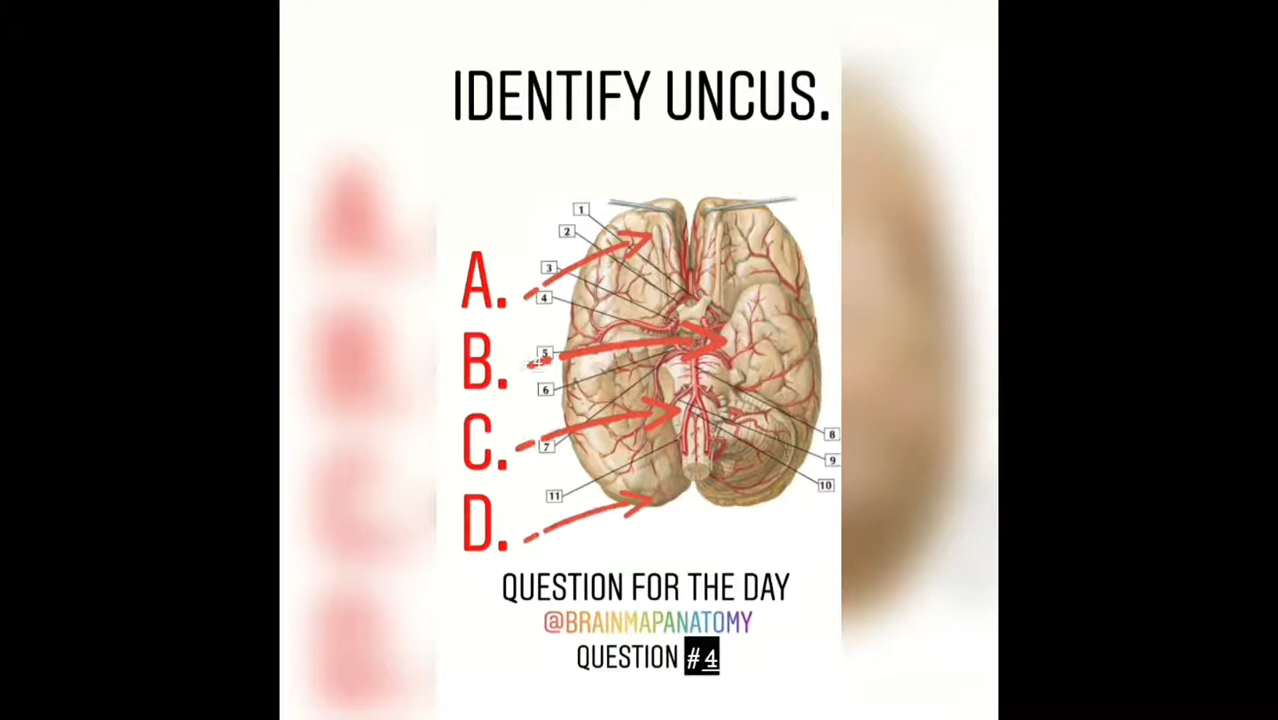 IDENTIFY UNCUS.
1
2
A.
3
4
B.
5
6
C.
7
8
9
10
11
D.
QUESTION FOR THE DAY
@BRAINMAPANATOMY
QUESTION #4